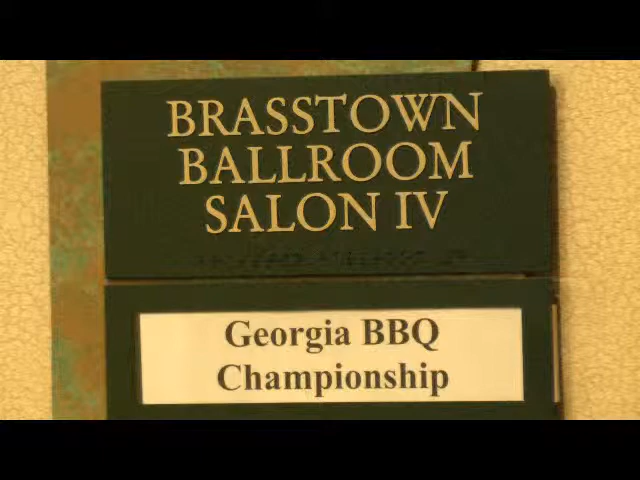 BRASSTOWN
BALLROOM
SALON IV
Georgia BBQ
Championship